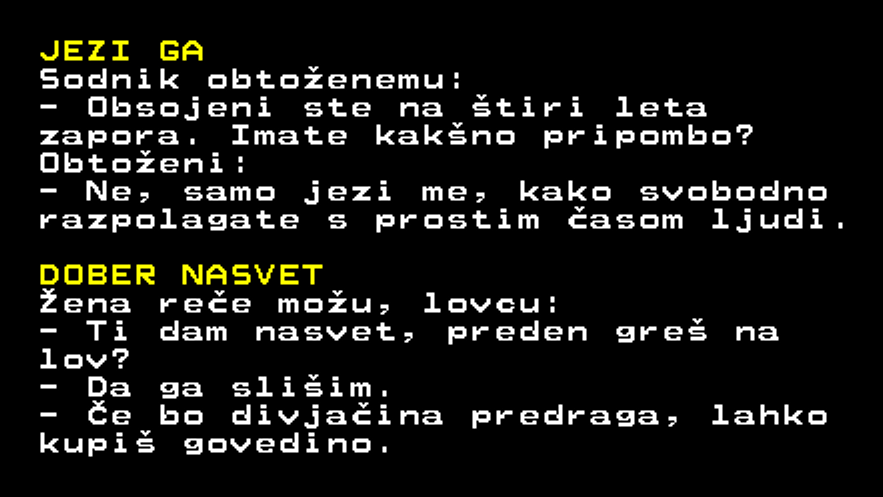 JEZI GA
Sodnik obtoženemu:
- Obsojeni ste na štiri leta
zapora. Imate kakšno pripombo?
Obtoženi:
- Ne, samo jezi me, kako svobodno
razpolagate s prostim časom ljudi.
DOBER NASVET
Žena reče možu, lovcu:
- Ti dam nasvet, preden greš na
lov?
- Da ga slišim.
- Če bo divjačina predraga, lahko
kupiš govedino.